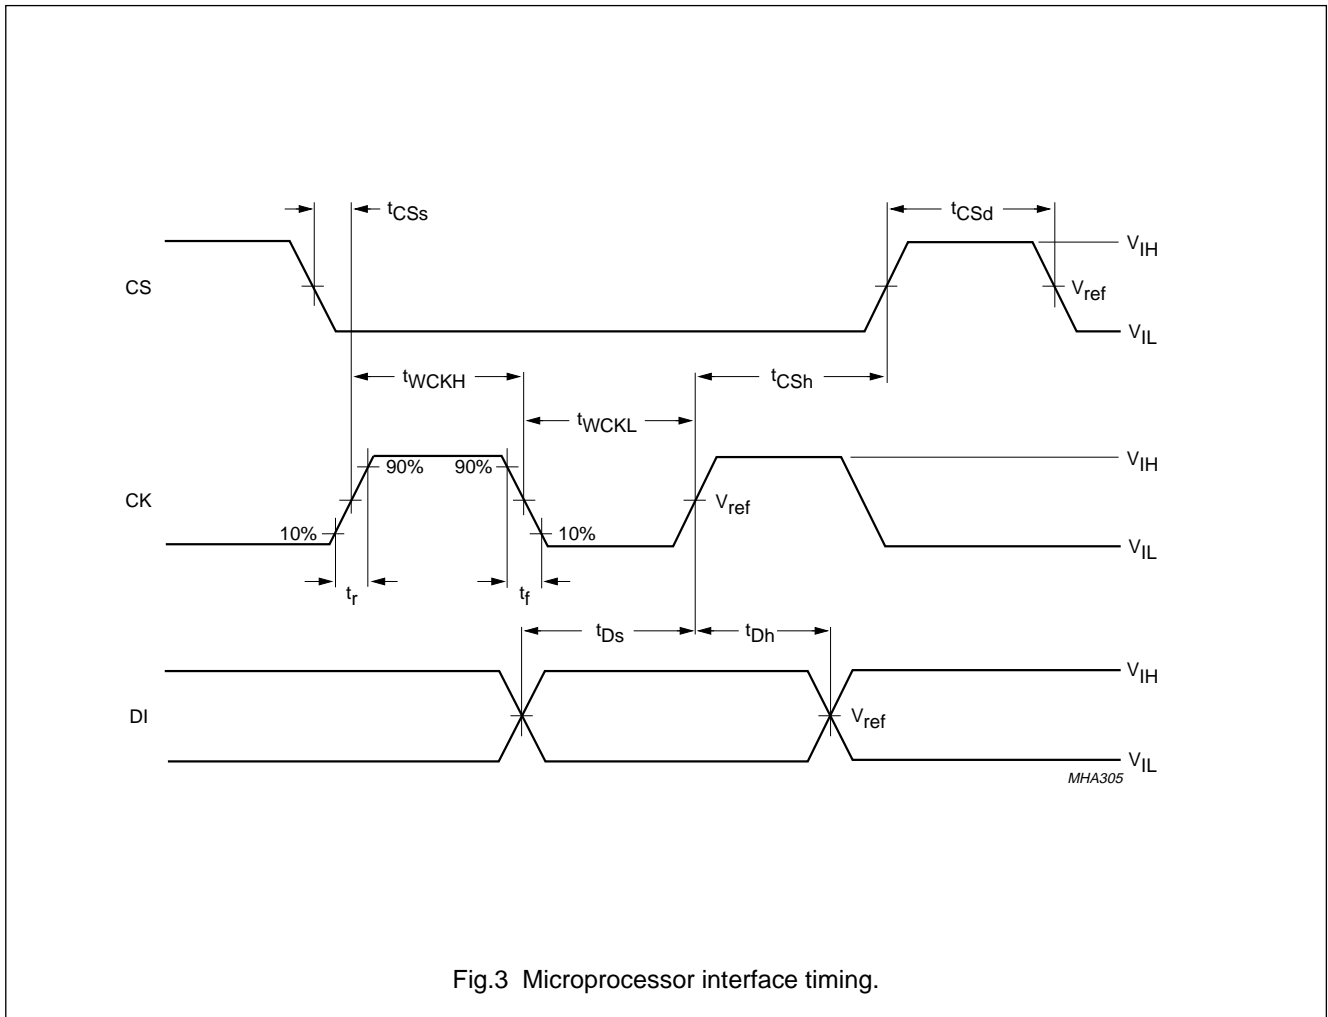 tCSs
tCSd
VIH
CS
Vref
VIL
tWCKH
tCSh
tWCKL
90% 90%
VIH
CK
Vref
10% 10%
VIL
tr tf
tDs tDh
VIH
DI
Vref
VIL
MHA305
Fig.3 Microprocessor interface timing.